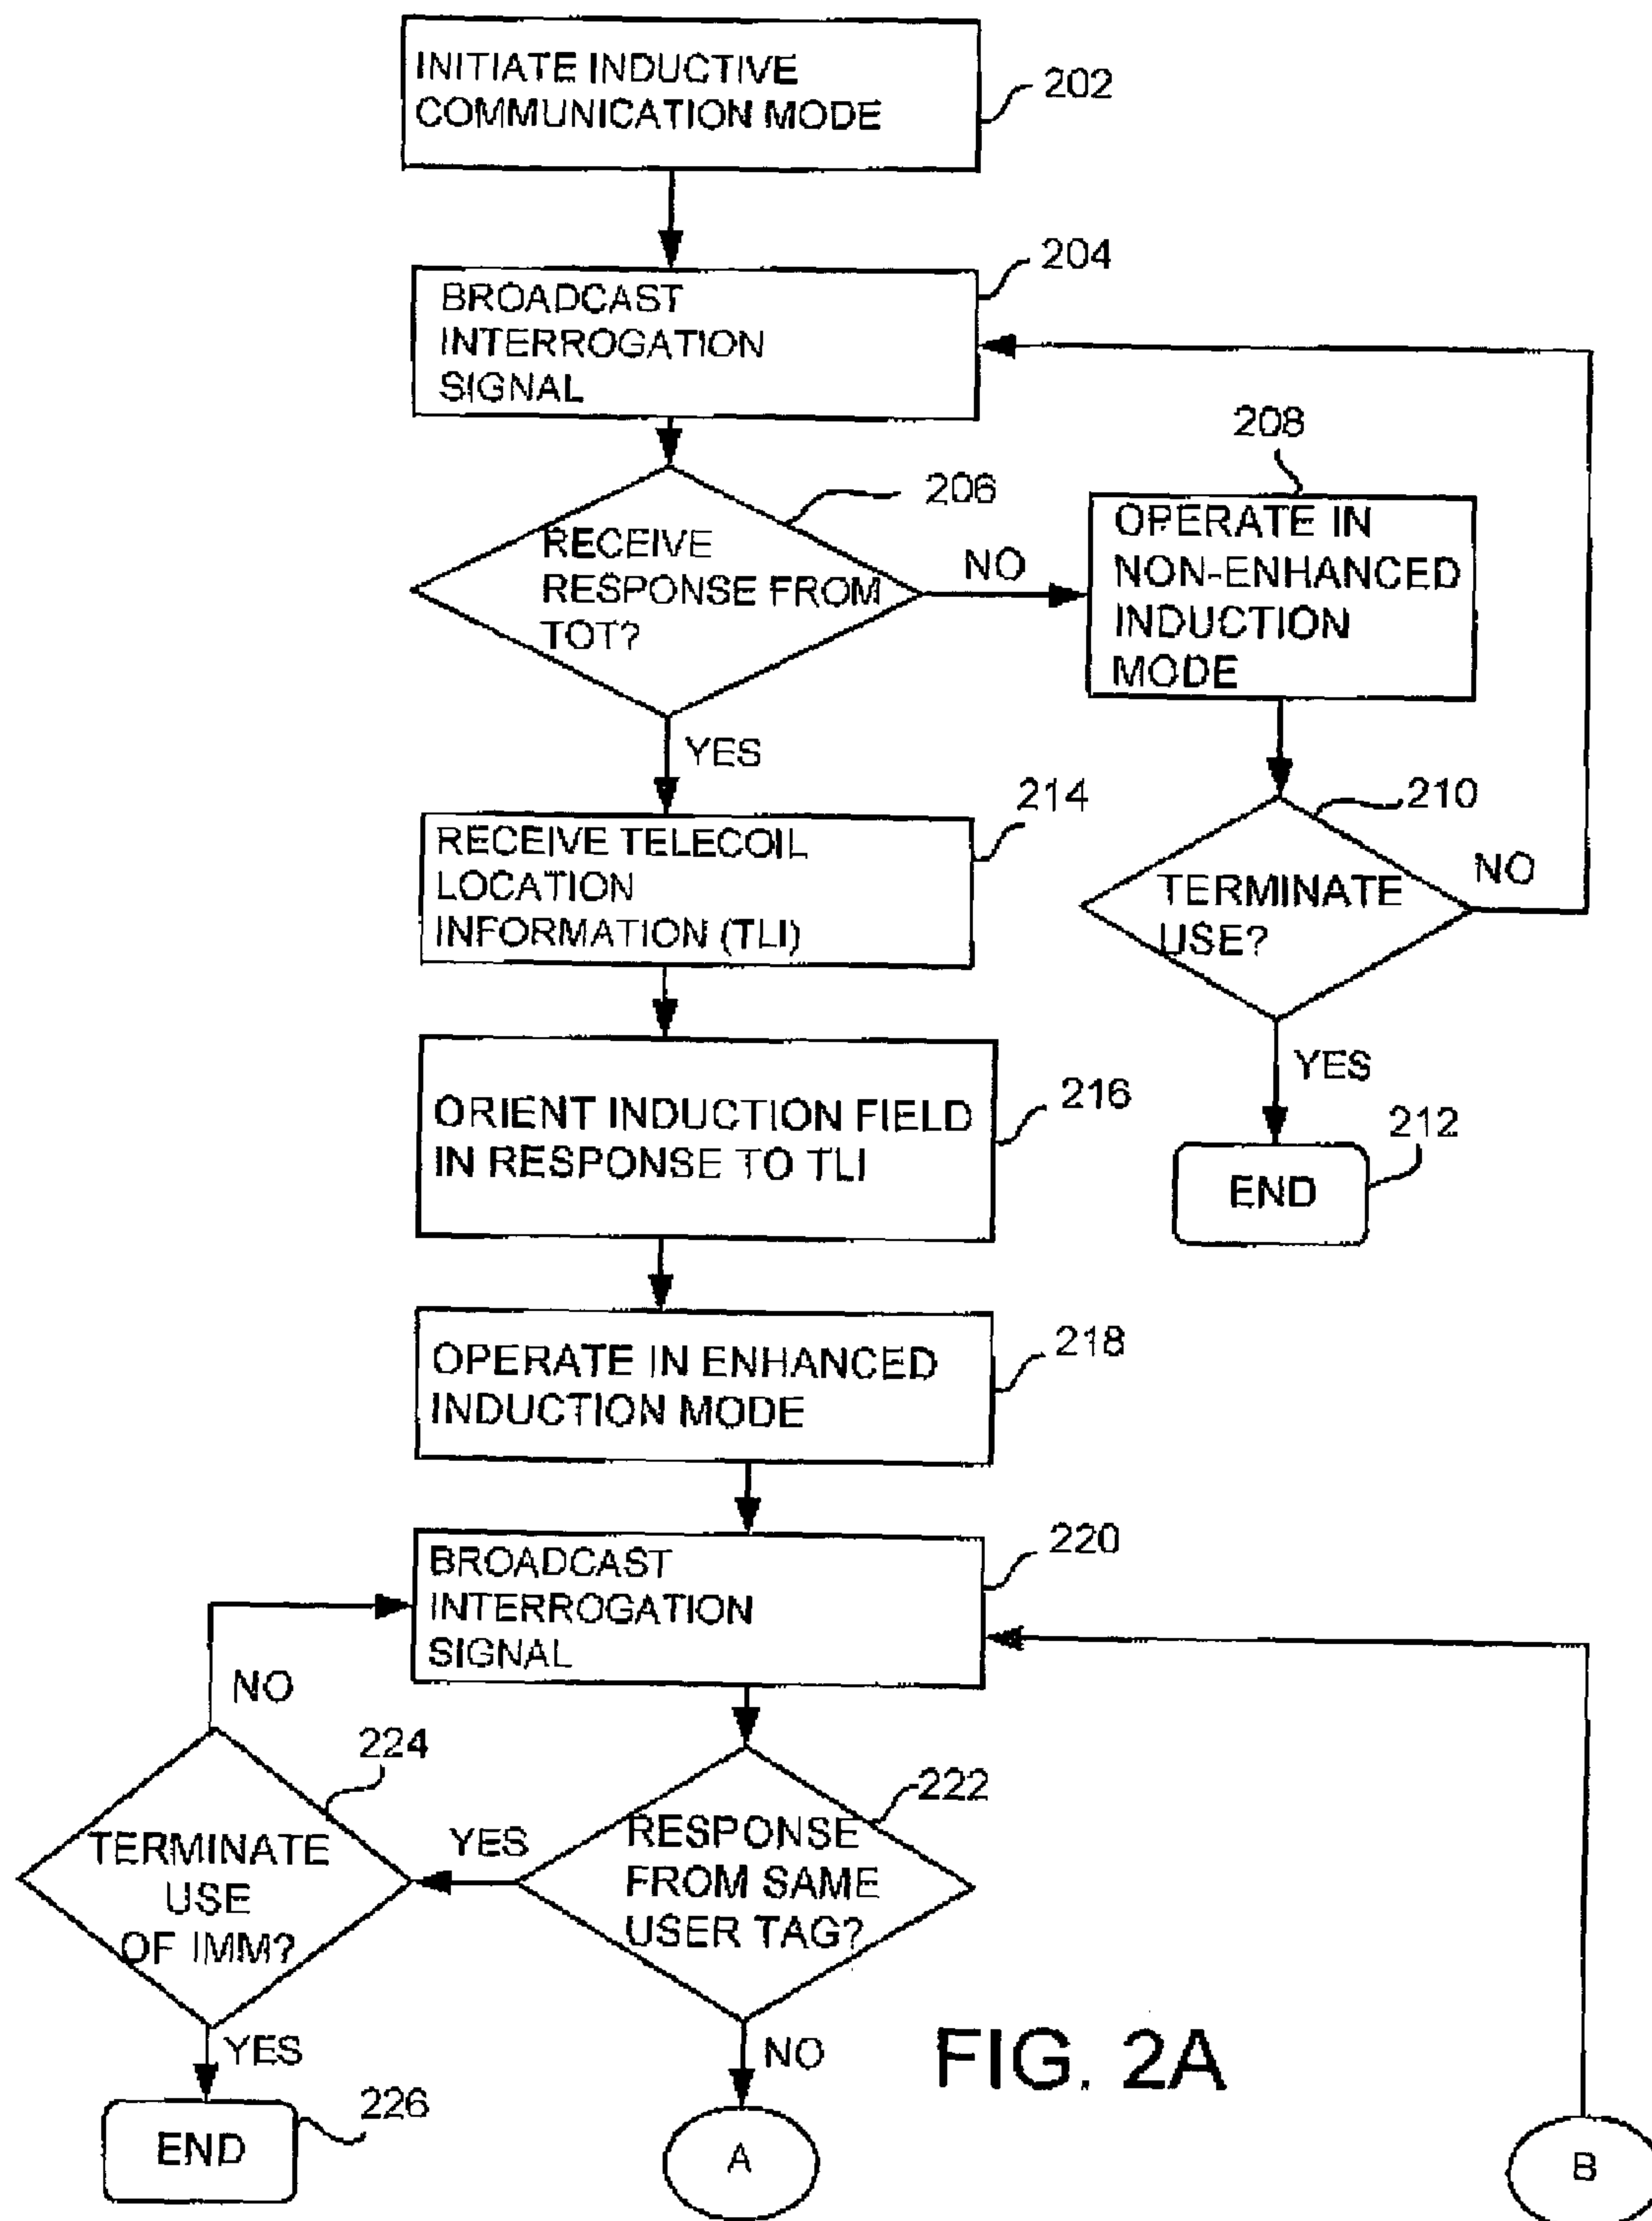 INITIATE INDUCTIVE
COMMUNICATION MODE
202
BROADCAST
INTERROGATION
SIGNAL
204
RECEIVE
RESPONSE FROM
TOT?
206
NO
208
OPERATE IN
NON-ENHANCED
INDUCTION
MODE
YES
210
TERMINATE
USE?
NO
YES
212
END
RECEIVE TELECOIL
LOCATION
INFORMATION (TLI)
214
ORIENT INDUCTION FIELD
IN RESPONSE TO TLI
216
OPERATE IN ENHANCED
INDUCTION MODE
218
BROADCAST
INTERROGATION
SIGNAL
220
NO
224
TERMINATE
USE
OF IMM?
YES
RESPONSE
FROM SAME
USER TAG?
222
YES
END
226
NO
A
FIG. 2A
B